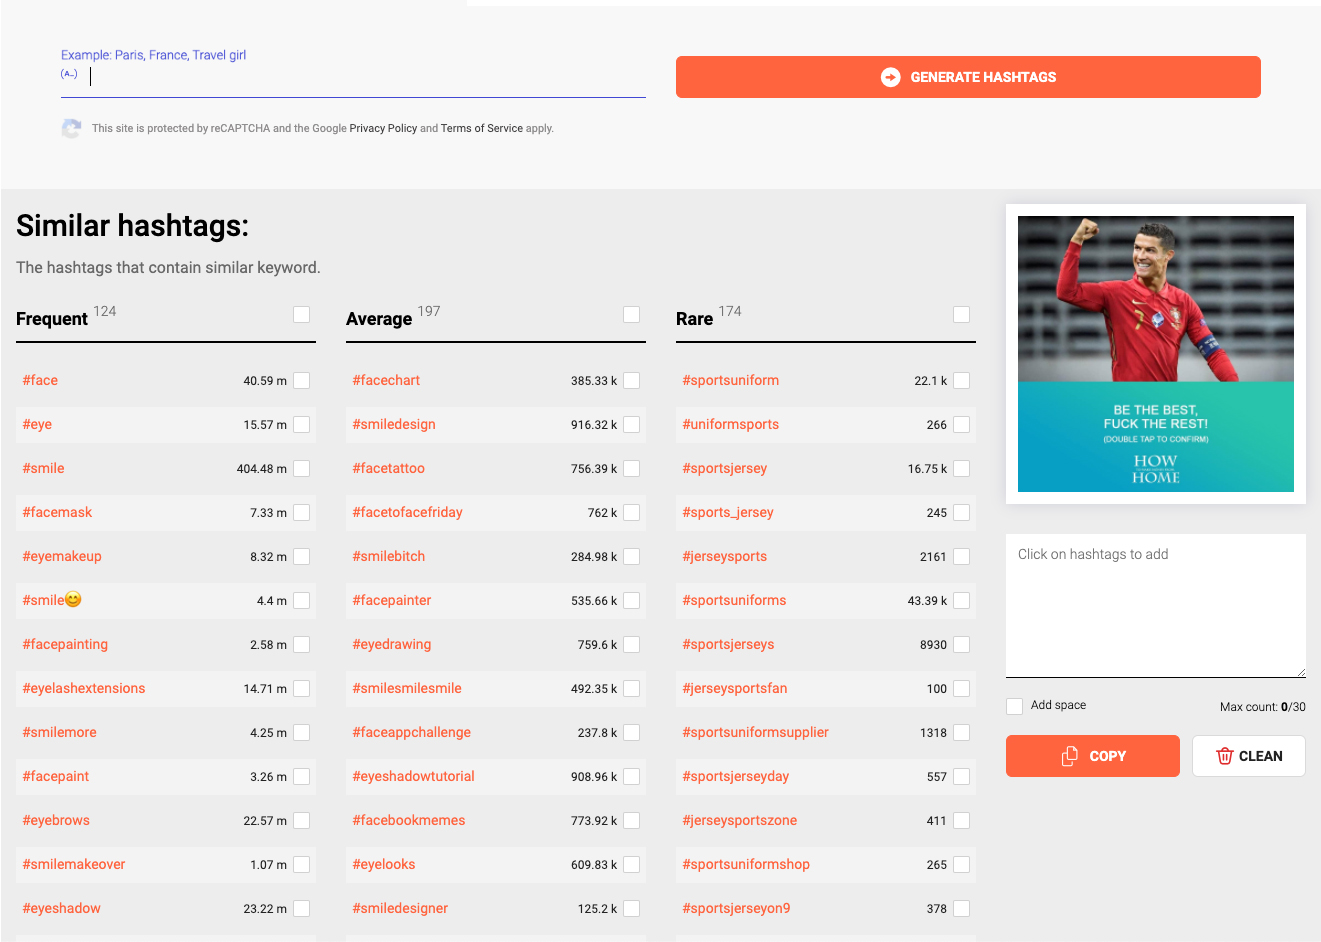 Example: Paris, France, Travel girl
GENERATE HASHTAGS
This site is protected by reCAPTCHA and the Google Privacy Policy and Terms of Service apply.
Similar hashtags:
The hashtags that contain similar keyword.
Frequent 124
#face 40.59 m
#eye 15.57 m
#smile 404.48 m
#facemask 7.33 m
#eyemakeup 8.32 m
#smile😊 4.4 m
#facepainting 2.58 m
#eyelashextensions 14.71 m
#smilemore 4.25 m
#facepaint 3.26 m
#eyebrows 22.57 m
#smilemakeover 1.07 m
#eyeshadow 23.22 m
Average 197
#facechart 385.33 k
#smiledesign 916.32 k
#facetattoo 756.39 k
#facetofacefriday 762 k
#smilebitch 284.98 k
#facepainter 535.66 k
#eyedrawing 759.6 k
#smilesmilesmile 492.35 k
#faceappchallenge 237.8 k
#eyeshadowtutorial 908.96 k
#facebookmemes 773.92 k
#eyelooks 609.83 k
#smiledesigner 125.2 k
Rare 174
#sportsuniform 22.1 k
#uniformsports 266
#sportsjersey 16.75 k
#sports_jersey 245
#jerseysports 2161
#sportsuniforms 43.39 k
#sportsjerseys 8930
#jerseysportsfan 100
#sportsuniformsupplier 1318
#sportsjerseyday 557
#jerseysportszone 411
#sportsuniformshop 265
#sportsjerseyon9 378
BE THE BEST,
FUCK THE REST!
(DOUBLE TAP TO CONFIRM)
HOW
HOME
Click on hashtags to add
Add space
Max count: 0/30
COPY
CLEAN